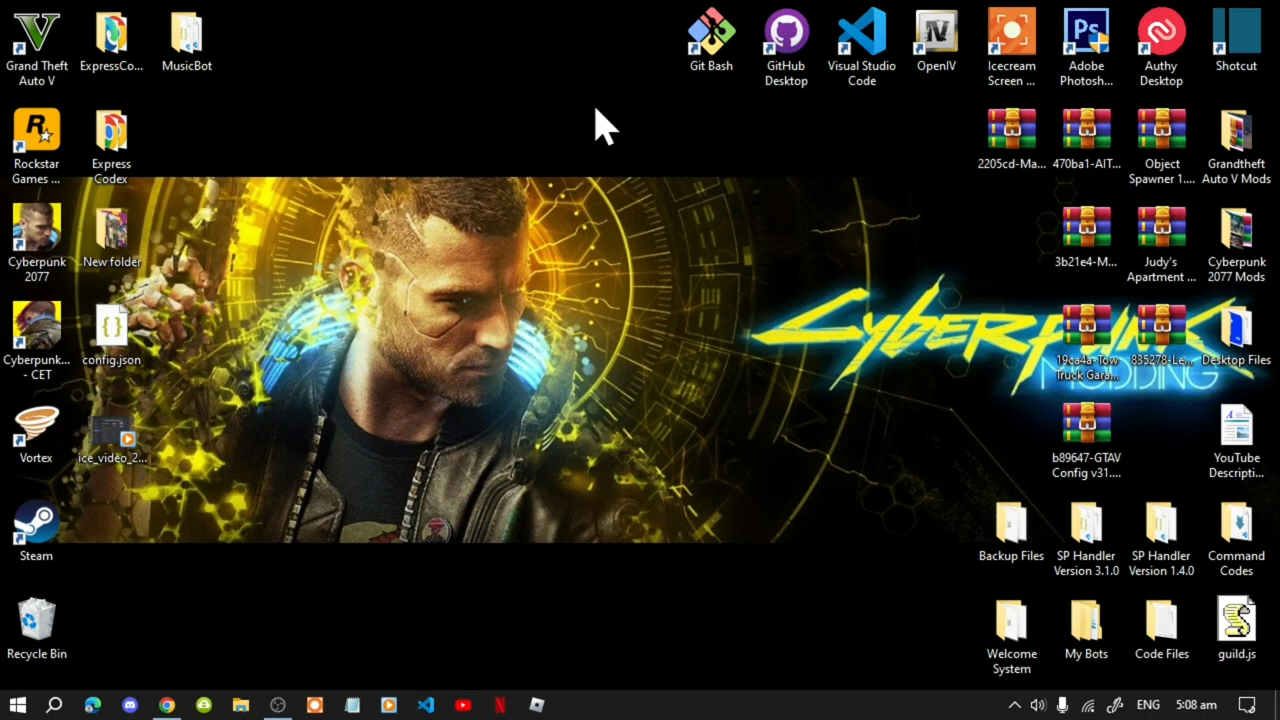 Grand Theft
Auto V
ExpressCo...
MusicBot
Git Bash
GitHub
Desktop
Visual Studio
Code
OpenIV
Icecream
Screen ...
Adobe
Photosh...
Authy
Desktop
Shotcut
Rockstar
Games ...
Express
Codex
2205cd-Ma...
470ba1-AIT...
Object
Spawner 1....
Grandtheft
Auto V Mods
Cyberpunk
2077
New folder
3b21e4-M...
Judy's
Apartment ...
Cyberpunk
2077 Mods
Cyberpunk...
- CET
config.json
Cyberpunk
MODDING
19ca4a-Tow
Truck Gara...
835278-Le...
Desktop Files
Vortex
ice_video_2...
b89647-GTAV
Config v31....
YouTube
Descripti...
Steam
Backup Files
SP Handler
Version 3.1.0
SP Handler
Version 1.4.0
Command
Codes
Recycle Bin
Welcome
System
My Bots
Code Files
guild.js
ENG
5:08 am